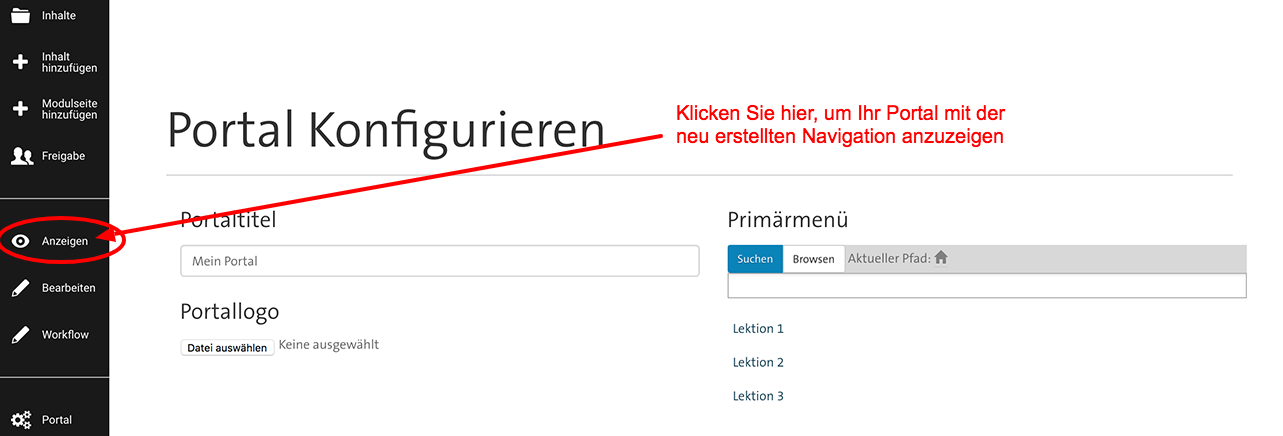 Inhalte
Inhalt
hinzufügen
Modulseite
hinzufügen
Freigabe
Anzeigen
Bearbeiten
Workflow
Portal
Portal Konfigurieren
Klicken Sie hier, um Ihr Portal mit der
neu erstellten Navigation anzuzeigen
Portaltitel
Mein Portal
Portallogo
Datei auswählen Keine ausgewählt
Primärmenü
Suchen Browsen Aktueller Pfad:
Lektion 1
Lektion 2
Lektion 3